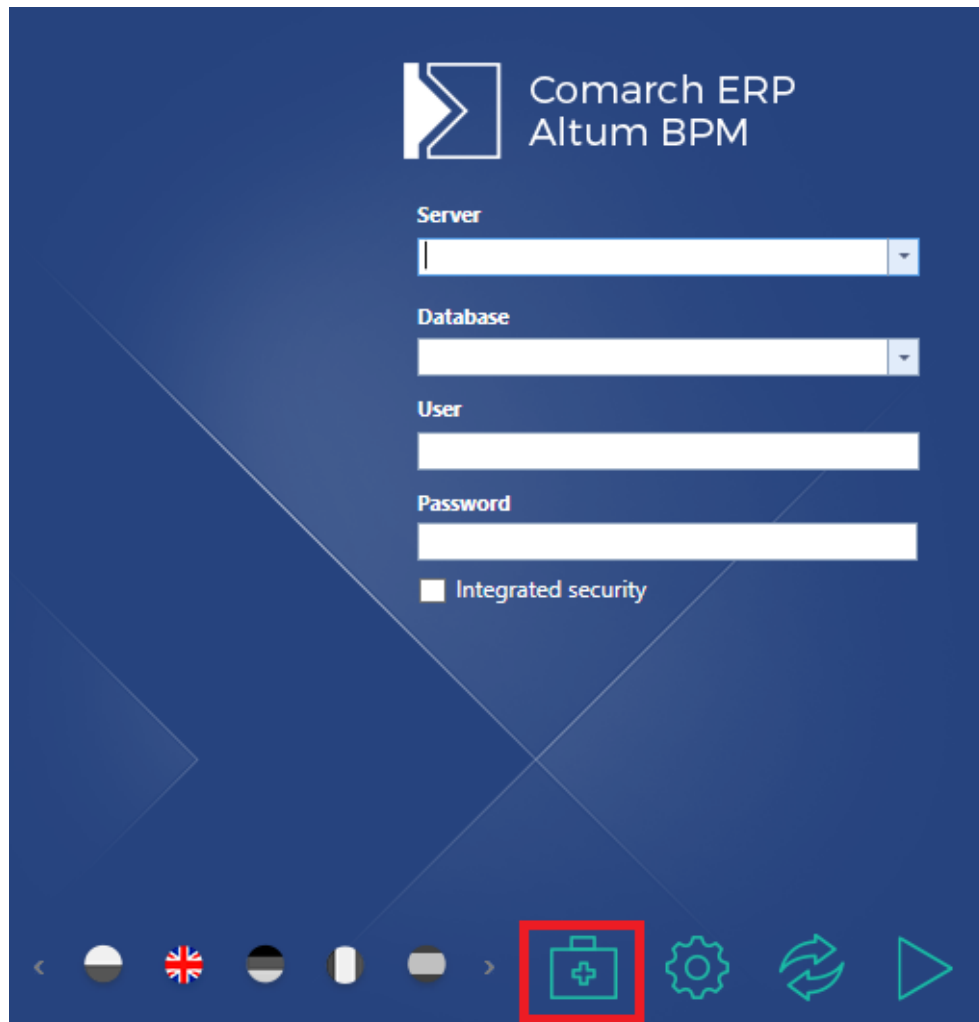 Comarch ERP
Altum BPM
Server
Database
User
Password
Integrated security